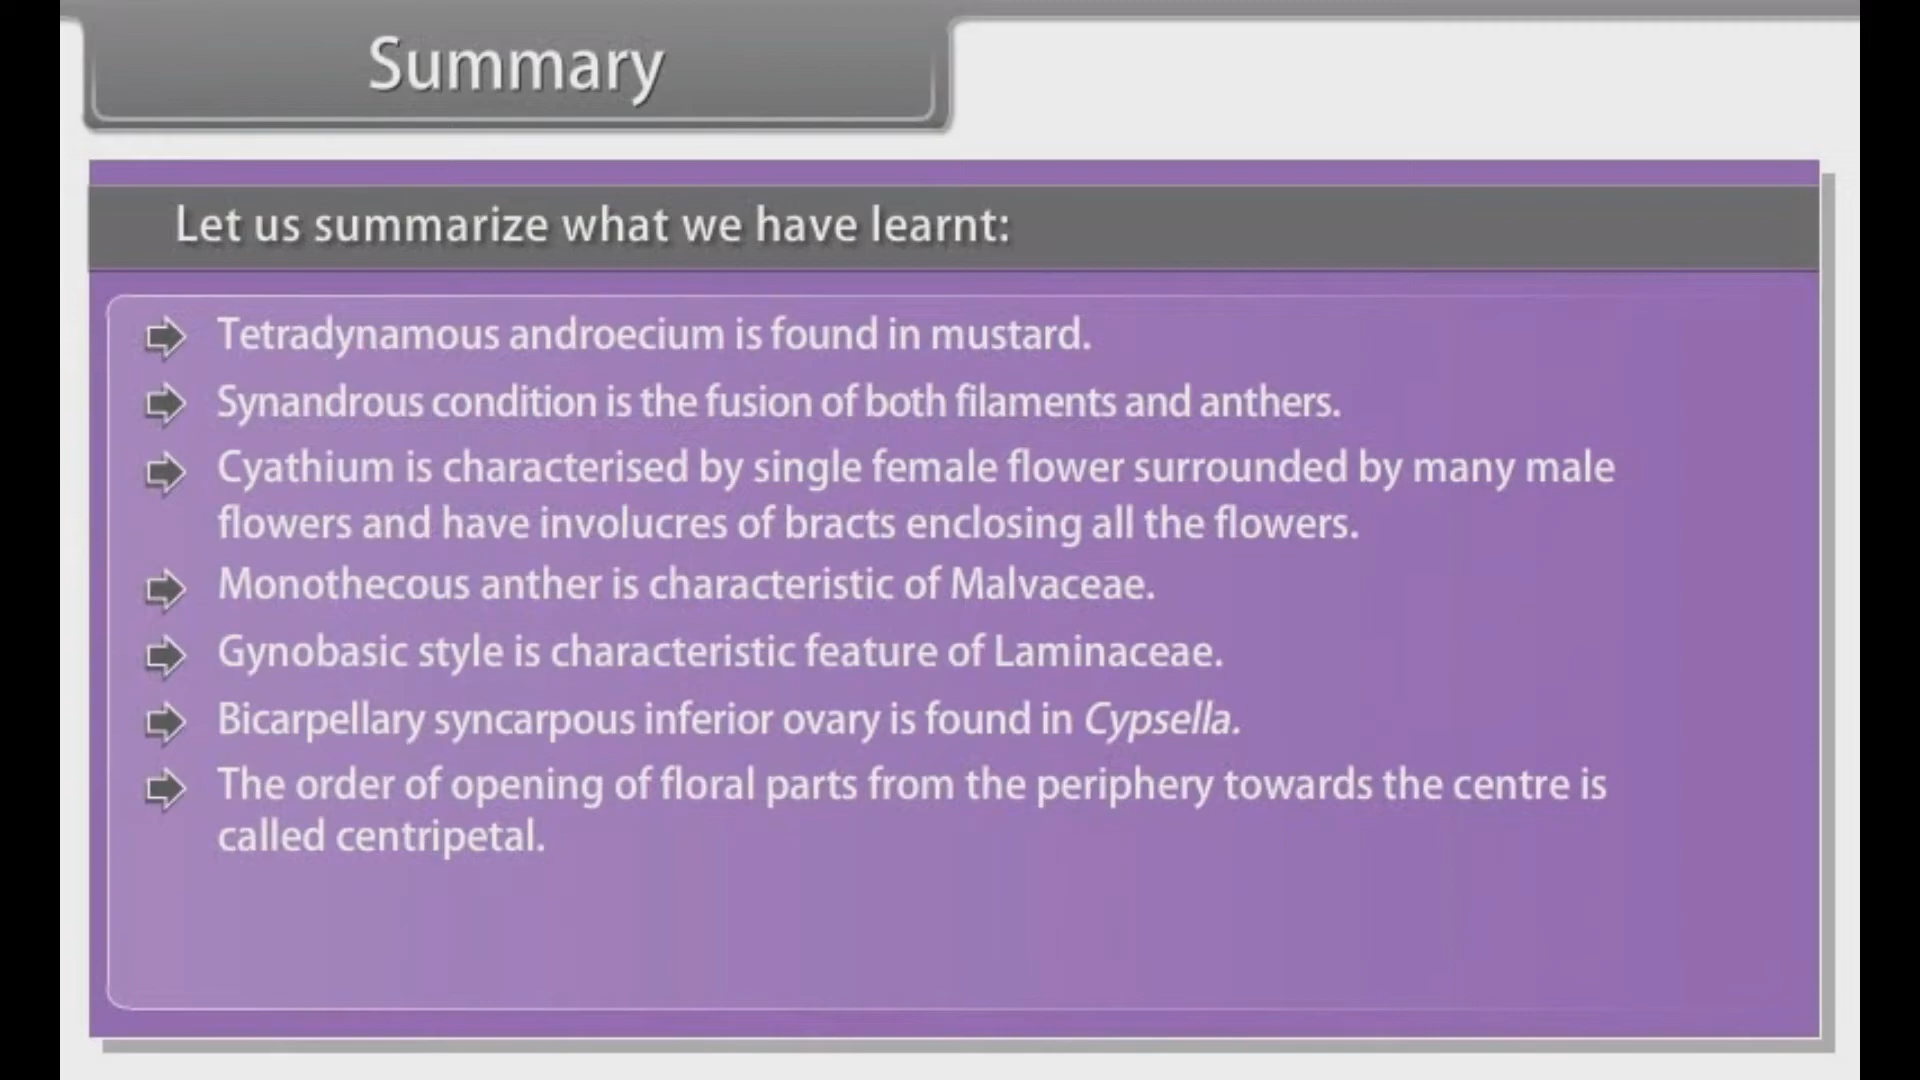 Summary
Let us summarize what we have learnt:
Tetradynamous androecium is found in mustard.
Synandrous condition is the fusion of both filaments and anthers.
Cyathium is characterised by single female flower surrounded by many male
flowers and have involucres of bracts enclosing all the flowers.
Monothecous anther is characteristic of Malvaceae.
Gynobasic style is characteristic feature of Laminaceae.
Bicarpellary syncarpous inferior ovary is found in Cypsella.
The order of opening of floral parts from the periphery towards the centre is
called centripetal.